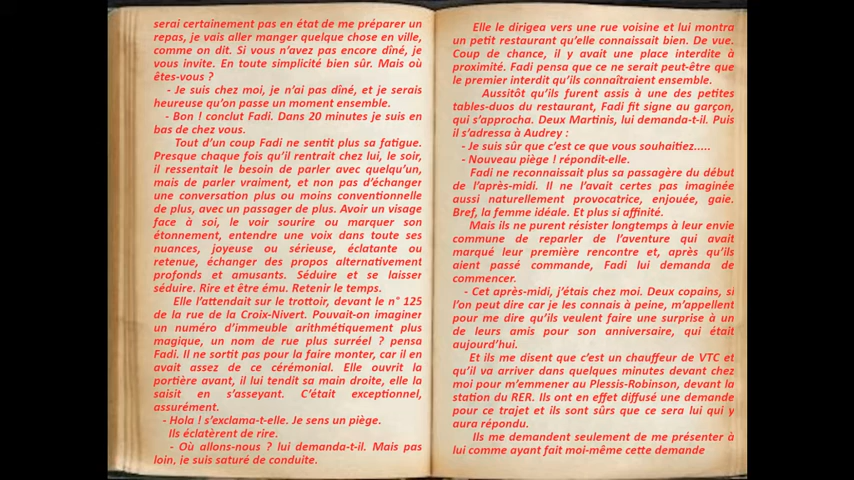 serai certainement pas en état de me préparer un
repas, je vais aller manger quelque chose en ville,
comme on dit. Si vous n'avez pas encore dîné, je
vous invite. En toute simplicité bien sûr. Mais où
êtes-vous ?
- Je suis chez moi, je n'ai pas dîné, et je serais
heureuse qu'on passe un moment ensemble.
- Bon ! conclut Fadi. Dans 20 minutes je suis en
bas de chez vous.
Tout d'un coup Fadi ne sentit plus sa fatigue.
Presque chaque fois qu'il rentrait chez lui, le soir,
il ressentait le besoin de parler avec quelqu'un,
mais de parler vraiment, et non pas d'échanger
une conversation plus ou moins conventionnelle
de plus, avec un passager de plus. Avoir un visage
face à soi, le voir sourire ou marquer son
étonnement, entendre une voix dans toute ses
nuances, joyeuse ou sérieuse, éclatante ou
retenue, échanger des propos alternativement
profonds et amusants. Séduire et se laisser
séduire. Rire et être ému. Retenir le temps.
Elle l'attendait sur le trottoir, devant le n° 125
de la rue de la Croix-Nivert. Pouvait-on imaginer
un numéro d'immeuble arithmétiquement plus
magique, un nom de rue plus surréel ? pensa
Fadi. Il ne sortit pas pour la faire monter, car il en
avait assez de ce cérémonial. Elle ouvrit la
portière avant, il lui tendit sa main droite, elle la
saisit en s'asseyant. C'était exceptionnel,
assurément.
- Hola ! s'exclama-t-elle. Je sens un piège.
Ils éclatèrent de rire.
- Où allons-nous ? lui demanda-t-il. Mais pas
loin, je suis saturé de conduite.
Elle le dirigea vers une rue voisine et lui montra
un petit restaurant qu'elle connaissait bien. De vue.
Coup de chance, il y avait une place interdite à
proximité. Fadi pensa que ce ne serait peut-être que
le premier interdit qu'ils connaîtraient ensemble.
Aussitôt qu'ils furent assis à une des petites
tables-duos du restaurant, Fadi fit signe au garçon,
qui s'approcha. Deux Martinis, lui demanda-t-il. Puis
il s'adressa à Audrey :
- Je suis sûr que c'est ce que vous souhaitiez.....
- Nouveau piège ! répondit-elle.
Fadi ne reconnaissait plus sa passagère du début
de l'après-midi. Il ne l'avait certes pas imaginée
aussi naturellement provocatrice, enjouée, gaie.
Bref, la femme idéale. Et plus si affinité.
Mais ils ne purent résister longtemps à leur envie
commune de reparler de l'aventure qui avait
marqué leur première rencontre et, après qu'ils
aient passé commande, Fadi lui demanda de
commencer.
- Cet après-midi, j'étais chez moi. Deux copains, si
l'on peut dire car je les connais à peine, m'appellent
pour me dire qu'ils veulent faire une surprise à un
de leurs amis pour son anniversaire, qui était
aujourd'hui.
Et ils me disent que c'est un chauffeur de VTC et
qu'il va arriver dans quelques minutes devant chez
moi pour m'emmener au Plessis-Robinson, devant la
station du RER. Ils ont en effet diffusé une demande
pour ce trajet et ils sont sûrs que ce sera lui qui y
aura répondu.
Ils me demandent seulement de me présenter à
lui comme ayant fait moi-même cette demande